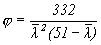 φ = 332 / (λ̄² (51 − λ̄))